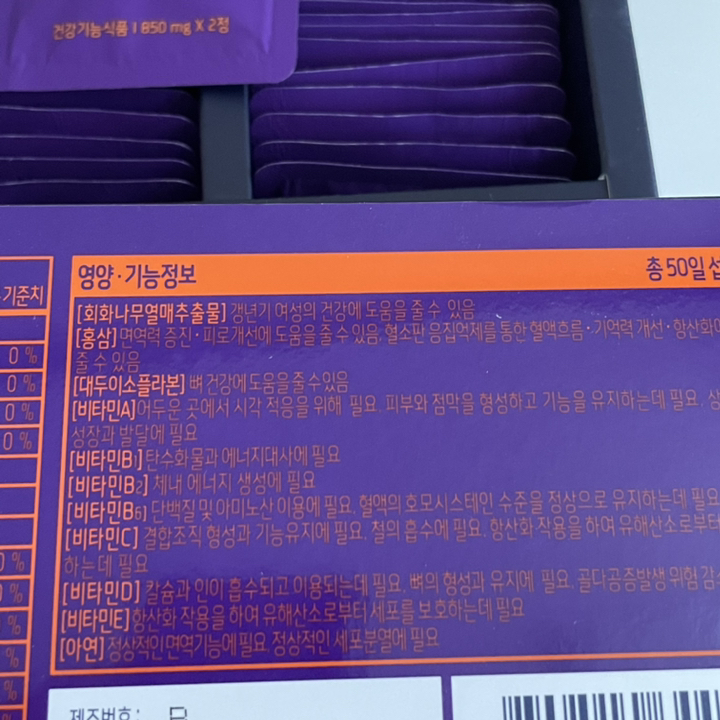 건강기능식품 | 850 mg X 2정
기준치
영양·기능정보
총 50일 섭
0 %
0 %
0 %
0 %
[회화나무열매추출물] 갱년기 여성의 건강에 도움을 줄 수 있음
[홍삼] 면역력 증진·피로개선에 도움을 줄 수 있음, 혈소판 응집억제를 통한 혈액흐름·기억력 개선·항산화에
줄 수 있음
[대두이소플라본] 뼈 건강에 도움을 줄 수 있음
[비타민A] 어두운 곳에서 시각 적응을 위해 필요. 피부와 점막을 형성하고 기능을 유지하는데 필요.
성장과 발달에 필요
[비타민B1] 탄수화물과 에너지대사에 필요
[비타민B2] 체내 에너지 생성에 필요
[비타민B6] 단백질 및 아미노산 이용에 필요. 혈액의 호모시스테인 수준을 정상으로 유지하는데 필요
[비타민C] 결합조직 형성과 기능유지에 필요. 철의 흡수에 필요. 항산화 작용을 하여 유해산소로부터
하는데 필요
[비타민D] 칼슘과 인이 흡수되고 이용되는데 필요. 뼈의 형성과 유지에 필요. 골다공증발생 위험 감소
[비타민E] 항산화 작용을 하여 유해산소로부터 세포를 보호하는데 필요
[아연] 정상적인 면역기능에 필요. 정상적인 세포분열에 필요
%
%
%
%
%
제조번호 :